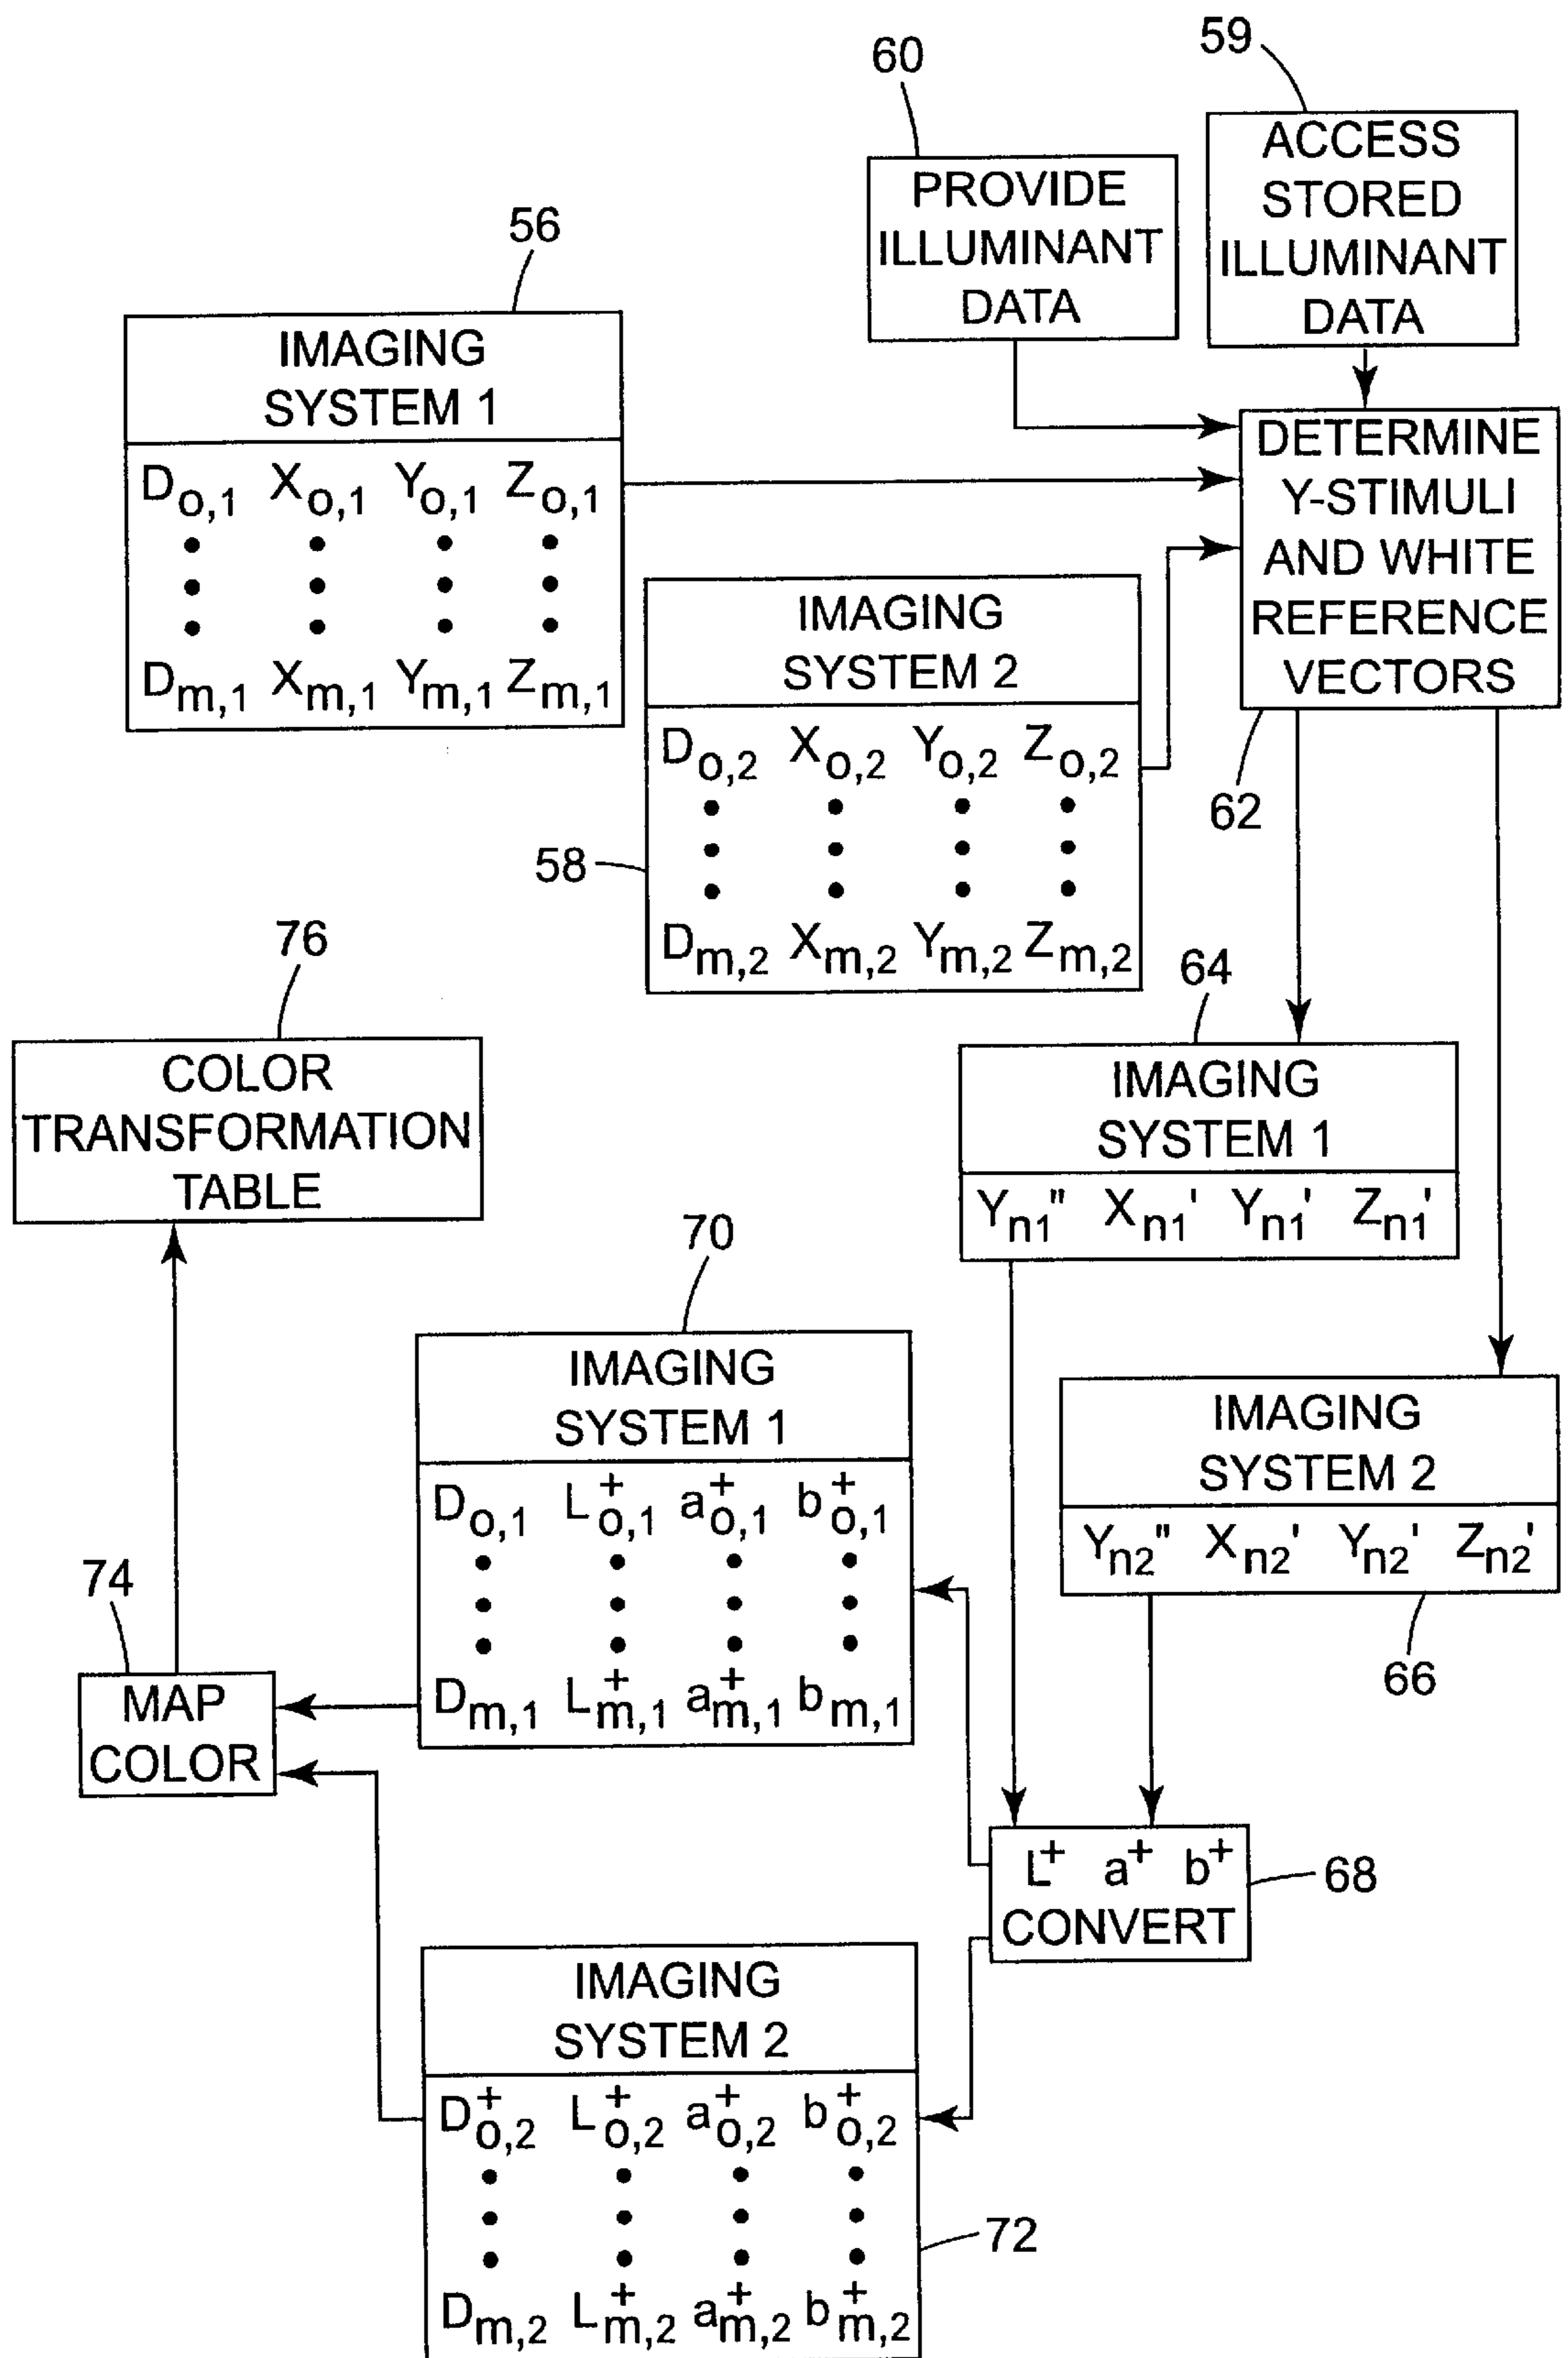 59
60
ACCESS
STORED
ILLUMINANT
DATA
PROVIDE
ILLUMINANT
DATA
56
IMAGING
SYSTEM 1
D₀,₁ X₀,₁ Y₀,₁ Z₀,₁
Dm,1 Xm,1 Ym,1 Zm,1
DETERMINE
Y-STIMULI
AND WHITE
REFERENCE
VECTORS
62
IMAGING
SYSTEM 2
Do,2 Xo,2 Yo,2 Zo,2
58
Dm,2 Xm,2 Ym,2 Zm,2
76
COLOR
TRANSFORMATION
TABLE
64
IMAGING
SYSTEM 1
Yn1" Xn1' Yn1' Zn1'
70
IMAGING
SYSTEM 1
Do,1 L+o,1 a+o,1 b+o,1
Dm,1 L+m,1 a+m,1 bm,1
IMAGING
SYSTEM 2
Yn2" Xn2' Yn2' Zn2'
66
74
MAP
COLOR
L+ a+ b+
CONVERT
68
IMAGING
SYSTEM 2
D+o,2 L+o,2 a+o,2 b+o,2
72
Dm,2 L+m,2 a+m,2 b+m,2